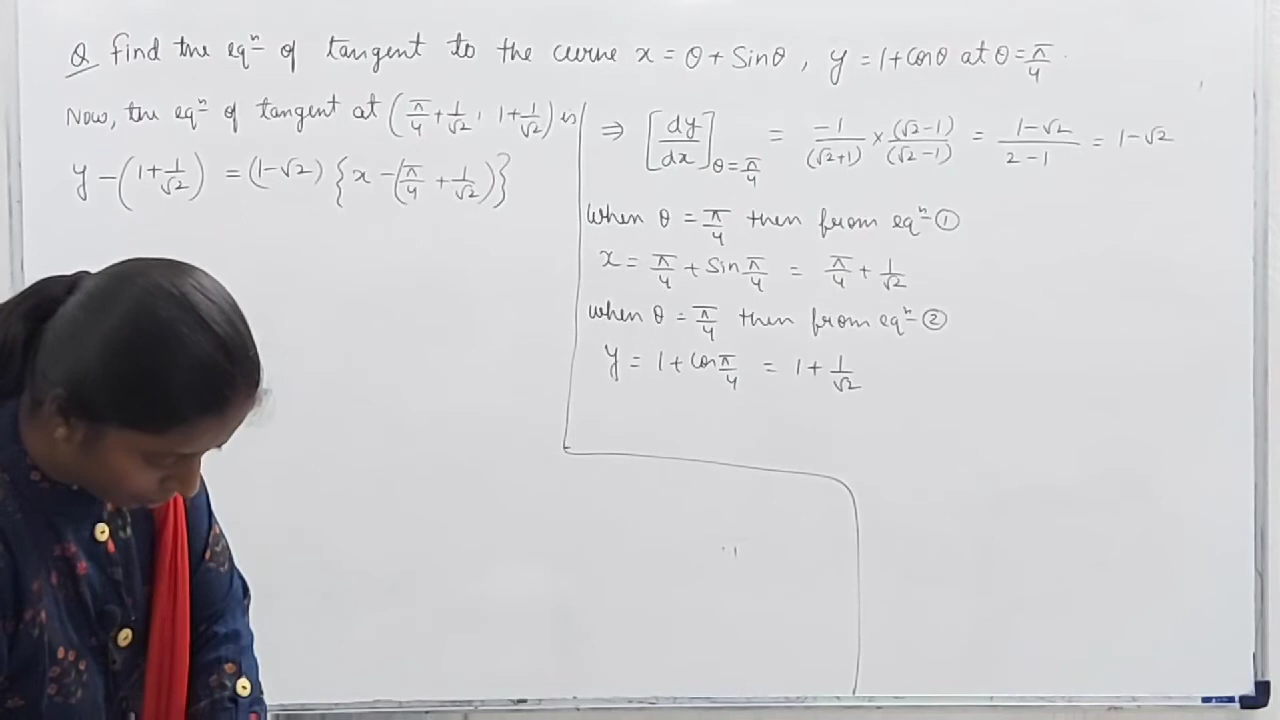 Q Find the eqⁿ of tangent to the curve x = θ + Sinθ , y = 1 + Cosθ at θ = π/4 .
Now, the eqⁿ of tangent at (π/4 + 1/√2 , 1 + 1/√2) is
y − (1 + 1/√2) = (1 − √2) {x − (π/4 + 1/√2)}
⇒ [dy/dx]θ = π/4 = −1/(√2+1) × (√2−1)/(√2−1) = 1−√2/2−1 = 1−√2
When θ = π/4 then from eqⁿ ①
x = π/4 + Sin π/4 = π/4 + 1/√2
when θ = π/4 then from eqⁿ ②
y = 1 + Cos π/4 = 1 + 1/√2